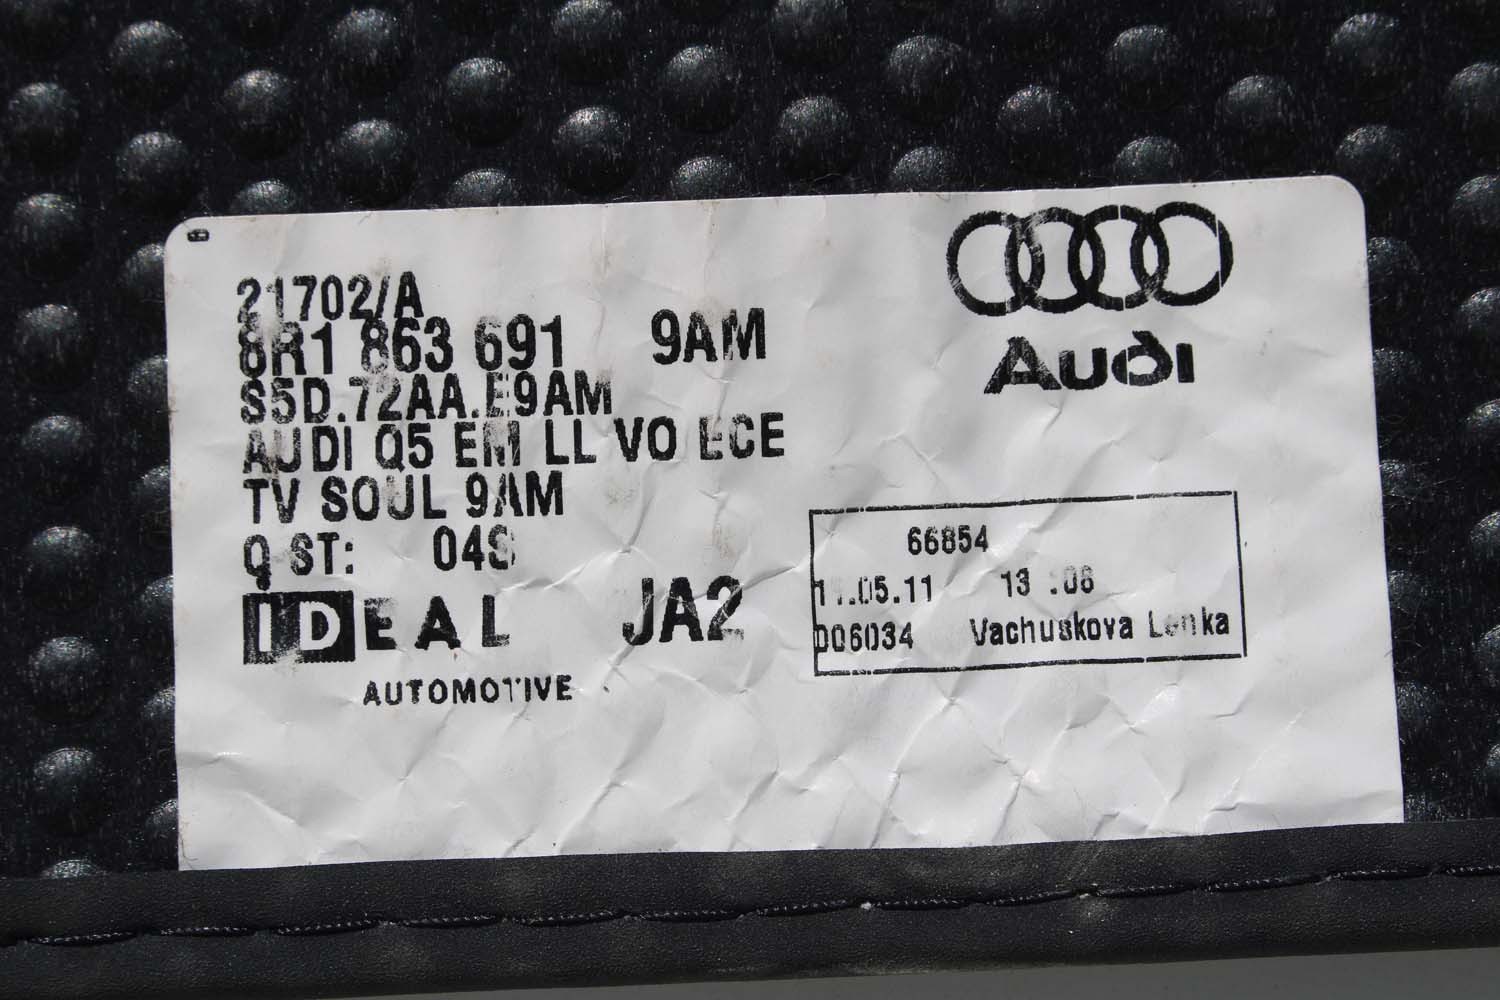 21702/A
8R1 863 691 9AM
S5D.72AA.E9AM
AUDI Q5 EM LL VO ECE
TV SOUL 9AM
Q ST:
IDEAL JA2
AUTOMOTIVE
Audi
66854
13 :08
D06034 Vachuskova Lenka